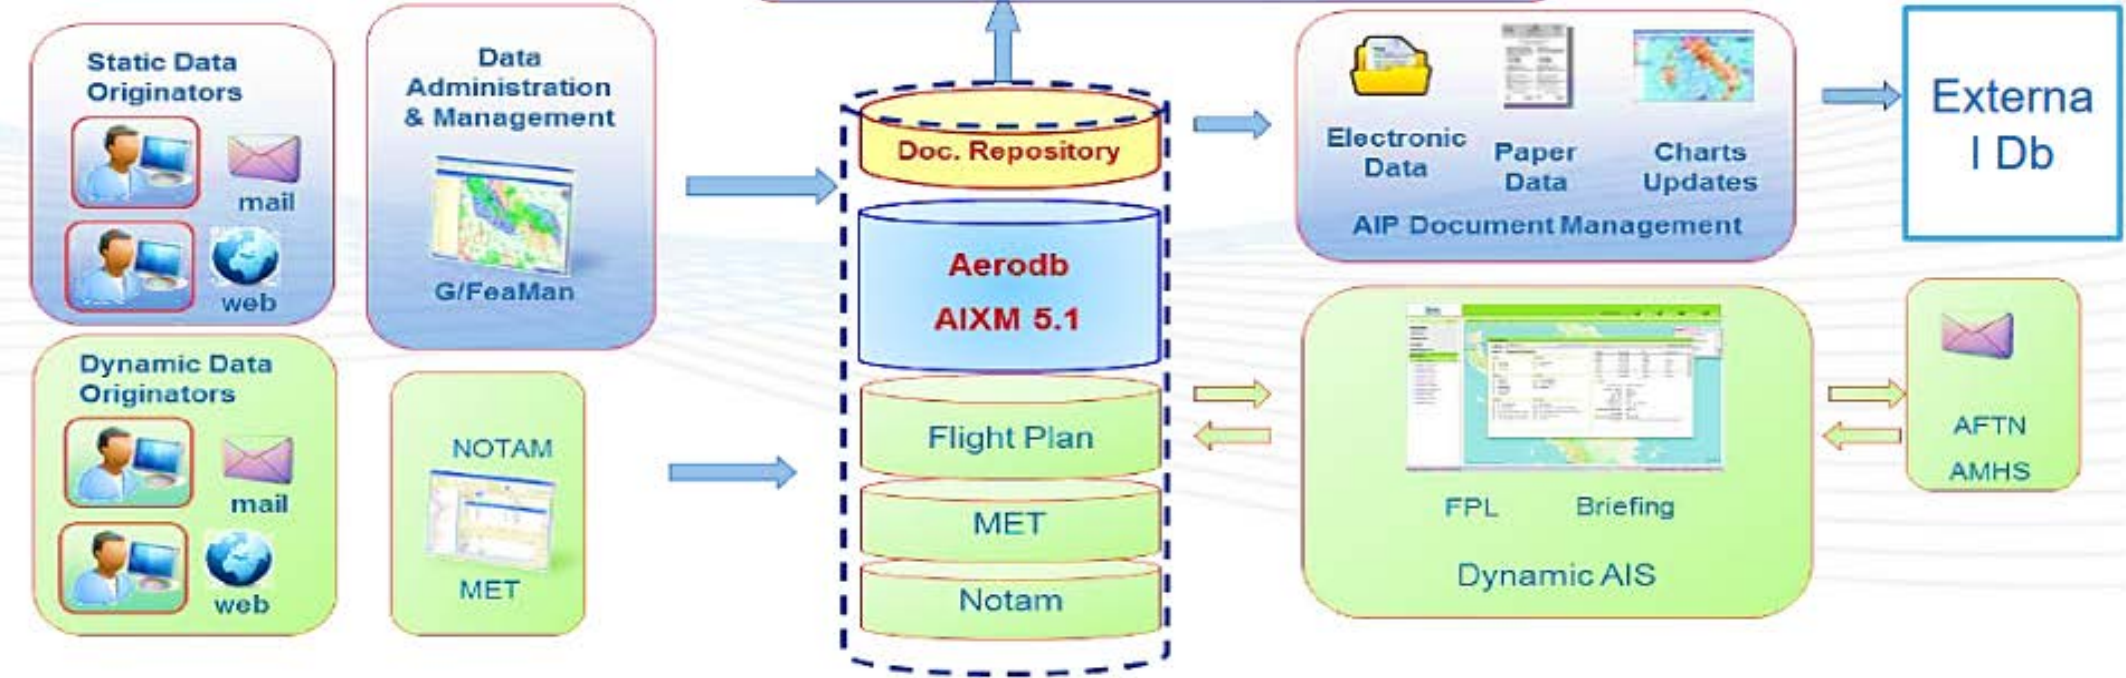 Static Data
Originators
mail
web
Data
Administration
& Management
G/FeaMan
Dynamic Data
Originators
mail
web
NOTAM
MET
Doc. Repository
Aerodb
AIXM 5.1
Flight Plan
MET
Notam
Electronic
Data
Paper
Data
Charts
Updates
AIP Document Management
Externa
l Db
FPL
Briefing
Dynamic AIS
AFTN
AMHS